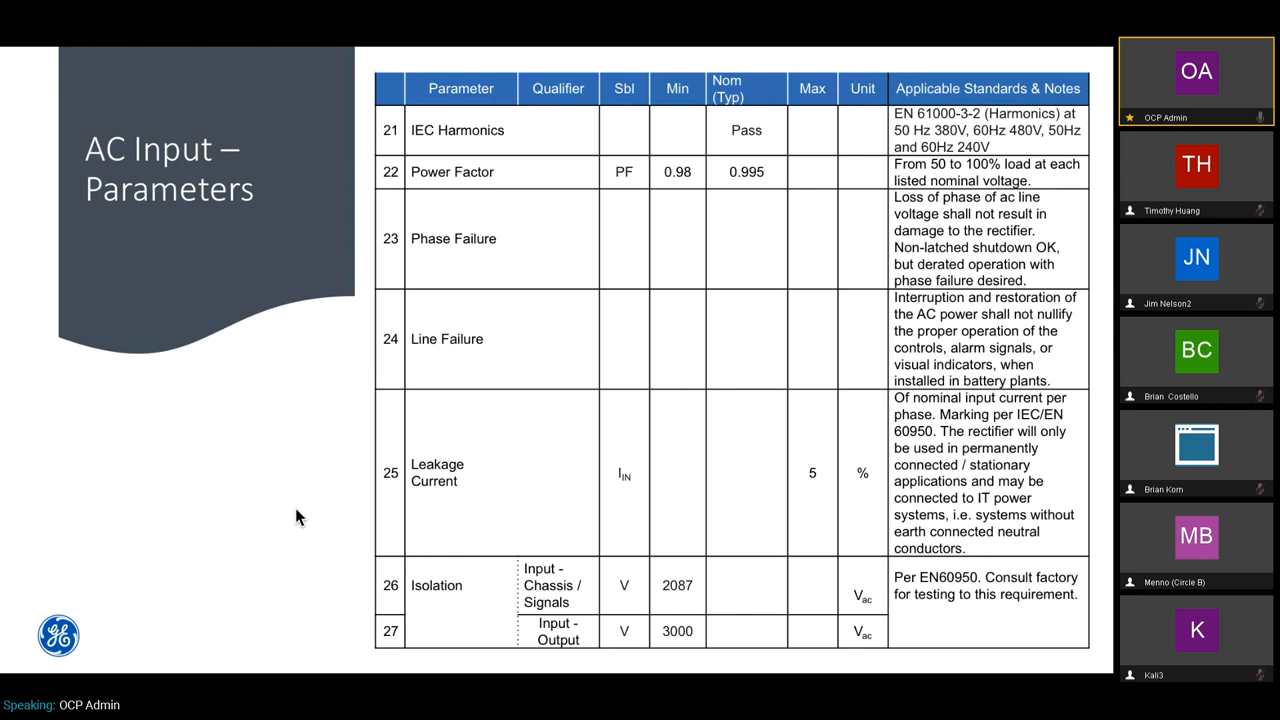 AC Input –
Parameters
Parameter Qualifier Sbl Min Nom (Typ) Max Unit Applicable Standards & Notes
21 IEC Harmonics Pass EN 61000-3-2 (Harmonics) at
50 Hz 380V, 60Hz 480V, 50Hz
and 60Hz 240V
22 Power Factor PF 0.98 0.995 From 50 to 100% load at each
listed nominal voltage.
23 Phase Failure Loss of phase of ac line
voltage shall not result in
damage to the rectifier.
Non-latched shutdown OK,
but derated operation with
phase failure desired.
24 Line Failure Interruption and restoration of
the AC power shall not nullify
the proper operation of the
controls, alarm signals, or
visual indicators, when
installed in battery plants.
25 Leakage
Current
IIN 5 %
Of nominal input current per
phase. Marking per IEC/EN
60950. The rectifier will only
be used in permanently
connected / stationary
applications and may be
connected to IT power
systems, i.e. systems without
earth connected neutral
conductors.
26 Isolation
Input -
Chassis /
Signals
V 2087 Vac
Per EN60950. Consult factory
for testing to this requirement.
27
Input -
Output
V 3000 Vac
GE
OA
OCP Admin
TH
Timothy Huang
JN
Jim Nelson2
BC
Brian Costello
Brian Korn
MB
Menno (Circle B)
K
Kali3
Speaking: OCP Admin